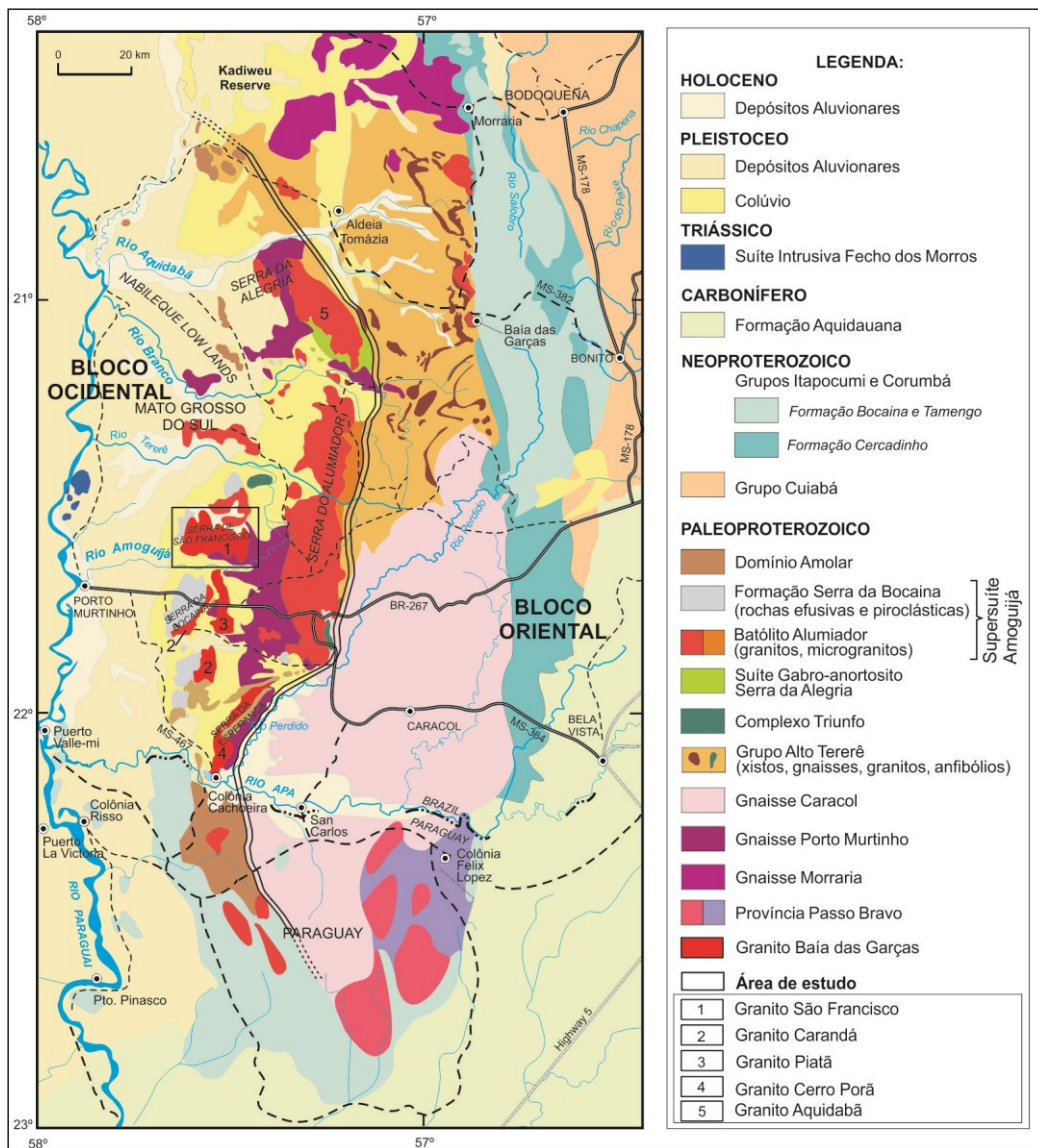 58º
57º
0 20 km
Kadiweu
Reserve
BODOQUENA
Morraria
Rio Chapena
MS-178
Rio Salobro
Rio do Peixe
Aldeia
Tomázia
Rio Aquidabã
SERRA DA
ALEGRIA
21º
NABILEQUE LOW LANDS
MS-382
5
Baía das
Garças
BONITO
Rio Branco
BLOCO
OCIDENTAL
MATO GROSSO
DO SUL
Rio Tererê
SERRA DO ALUMIADOR
MS-178
SERRA DE
SÃO FRANCISCO
1
Rio Perdido
Rio Amoguijá
PORTO
MURTINHO
SERRA DA
BOCAINA
3
BR-267
BLOCO
ORIENTAL
2
2
SERRA DA
ESPERANÇA
Perdido
22º
CARACOL
BELA
VISTA
MS-384
Puerto
Valle-mi
MS-467
4
Colônia
Cachoeira
RIO APA
BRAZIL
PARAGUAY
San
Carlos
Colônia
Risso
Puerto
La Victoria
Colônia
Felix
Lopez
RIO PARAGUAI
PARAGUAY
Pto. Pinasco
Highway 5
23º
58º
57º
LEGENDA:
HOLOCENO
Depósitos Aluvionares
PLEISTOCEO
Depósitos Aluvionares
Colúvio
TRIÁSSICO
Suíte Intrusiva Fecho dos Morros
CARBONÍFERO
Formação Aquidauana
NEOPROTEROZOICO
Grupos Itapocumi e Corumbá
Formação Bocaina e Tamengo
Formação Cercadinho
Grupo Cuiabá
PALEOPROTEROZOICO
Domínio Amolar
Formação Serra da Bocaina
(rochas efusivas e piroclásticas)
Batólito Alumiador
(granitos, microgranitos)
Supersuíte
Amoguijá
Suíte Gabro-anortosito
Serra da Alegria
Complexo Triunfo
Grupo Alto Tererê
(xistos, gnaisses, granitos, anfibólios)
Gnaisse Caracol
Gnaisse Porto Murtinho
Gnaisse Morraria
Província Passo Bravo
Granito Baía das Garças
Área de estudo
1 Granito São Francisco
2 Granito Carandá
3 Granito Piatã
4 Granito Cerro Porã
5 Granito Aquidabã